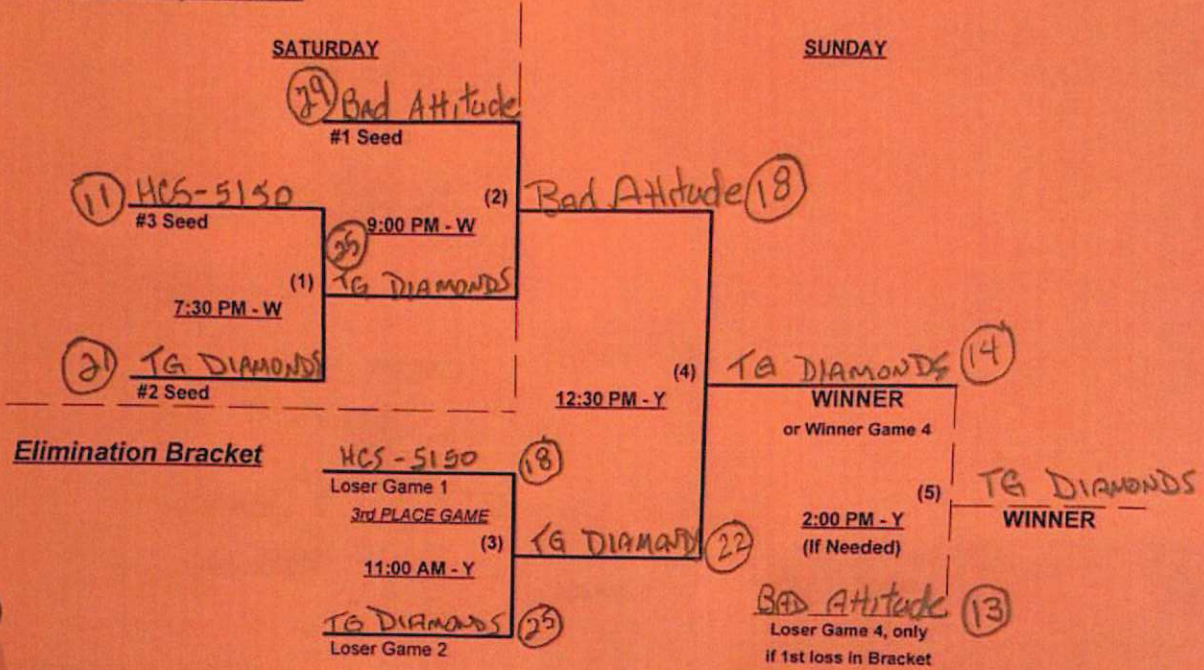 SATURDAY
SUNDAY
29 Bad Attitude
#1 Seed
11 HCS-5150
#3 Seed
(2)
9:00 PM - W
Bad Attitude 18
25
(1)
TG DIAMONDS
7:30 PM - W
21 TG DIAMONDS
#2 Seed
(4)
12:30 PM - Y
TG DIAMONDS 14
WINNER
or Winner Game 4
Elimination Bracket
HCS-5150 18
Loser Game 1
3rd PLACE GAME
(3)
11:00 AM - Y
TG DIAMONDS 22
TG DIAMONDS 25
Loser Game 2
(5)
2:00 PM - Y
(If Needed)
TG DIAMONDS
WINNER
BAD Attitude 13
Loser Game 4, only
if 1st loss in Bracket